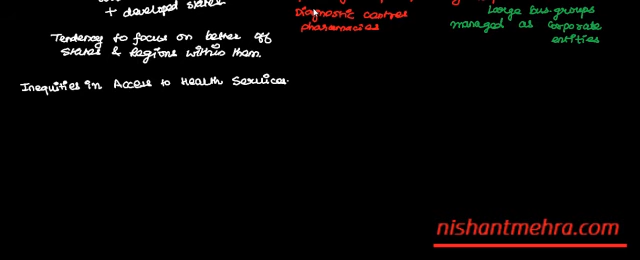 + developed states
Tendency to focus on better off
states & Regions within them.
Inequities in Access to Health Services.
Diagnostic centres
pharmacies
Large Bus. groups
managed as corporate
entities
nishantmehra.com